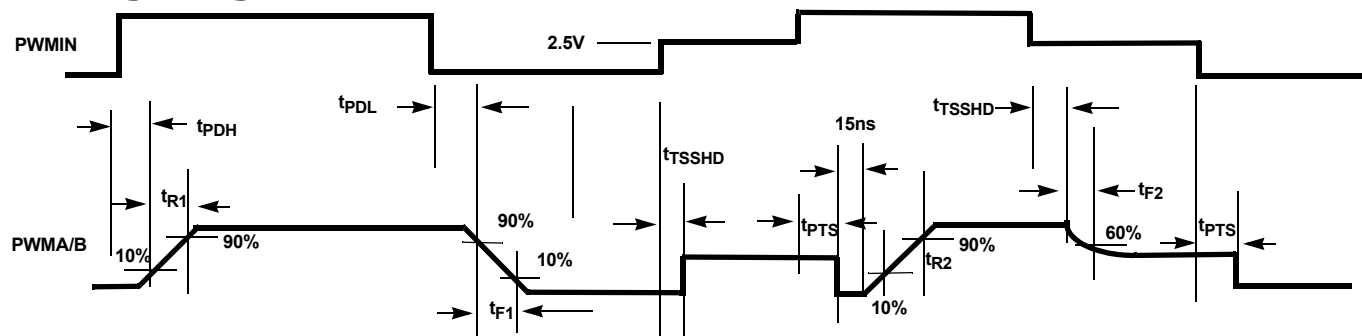 PWMIN
2.5V
tPDL
tTSSHD
tPDH
15ns
tTSSHD
tR1
tF2
90%
tPTS
tPTS
60%
PWMA/B
10%
90%
10%
90%
tR2
tF1
10%